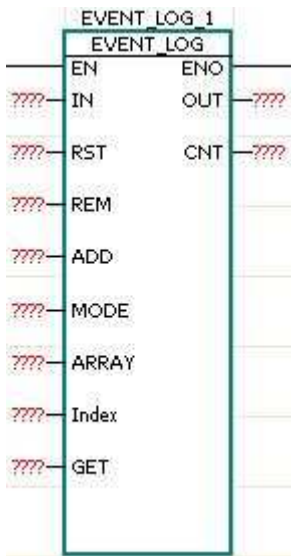 EVENT_LOG_1
EVENT_LOG
EN ENO
???? IN OUT ????
???? RST CNT ????
???? REM
???? ADD
???? MODE
???? ARRAY
???? Index
???? GET